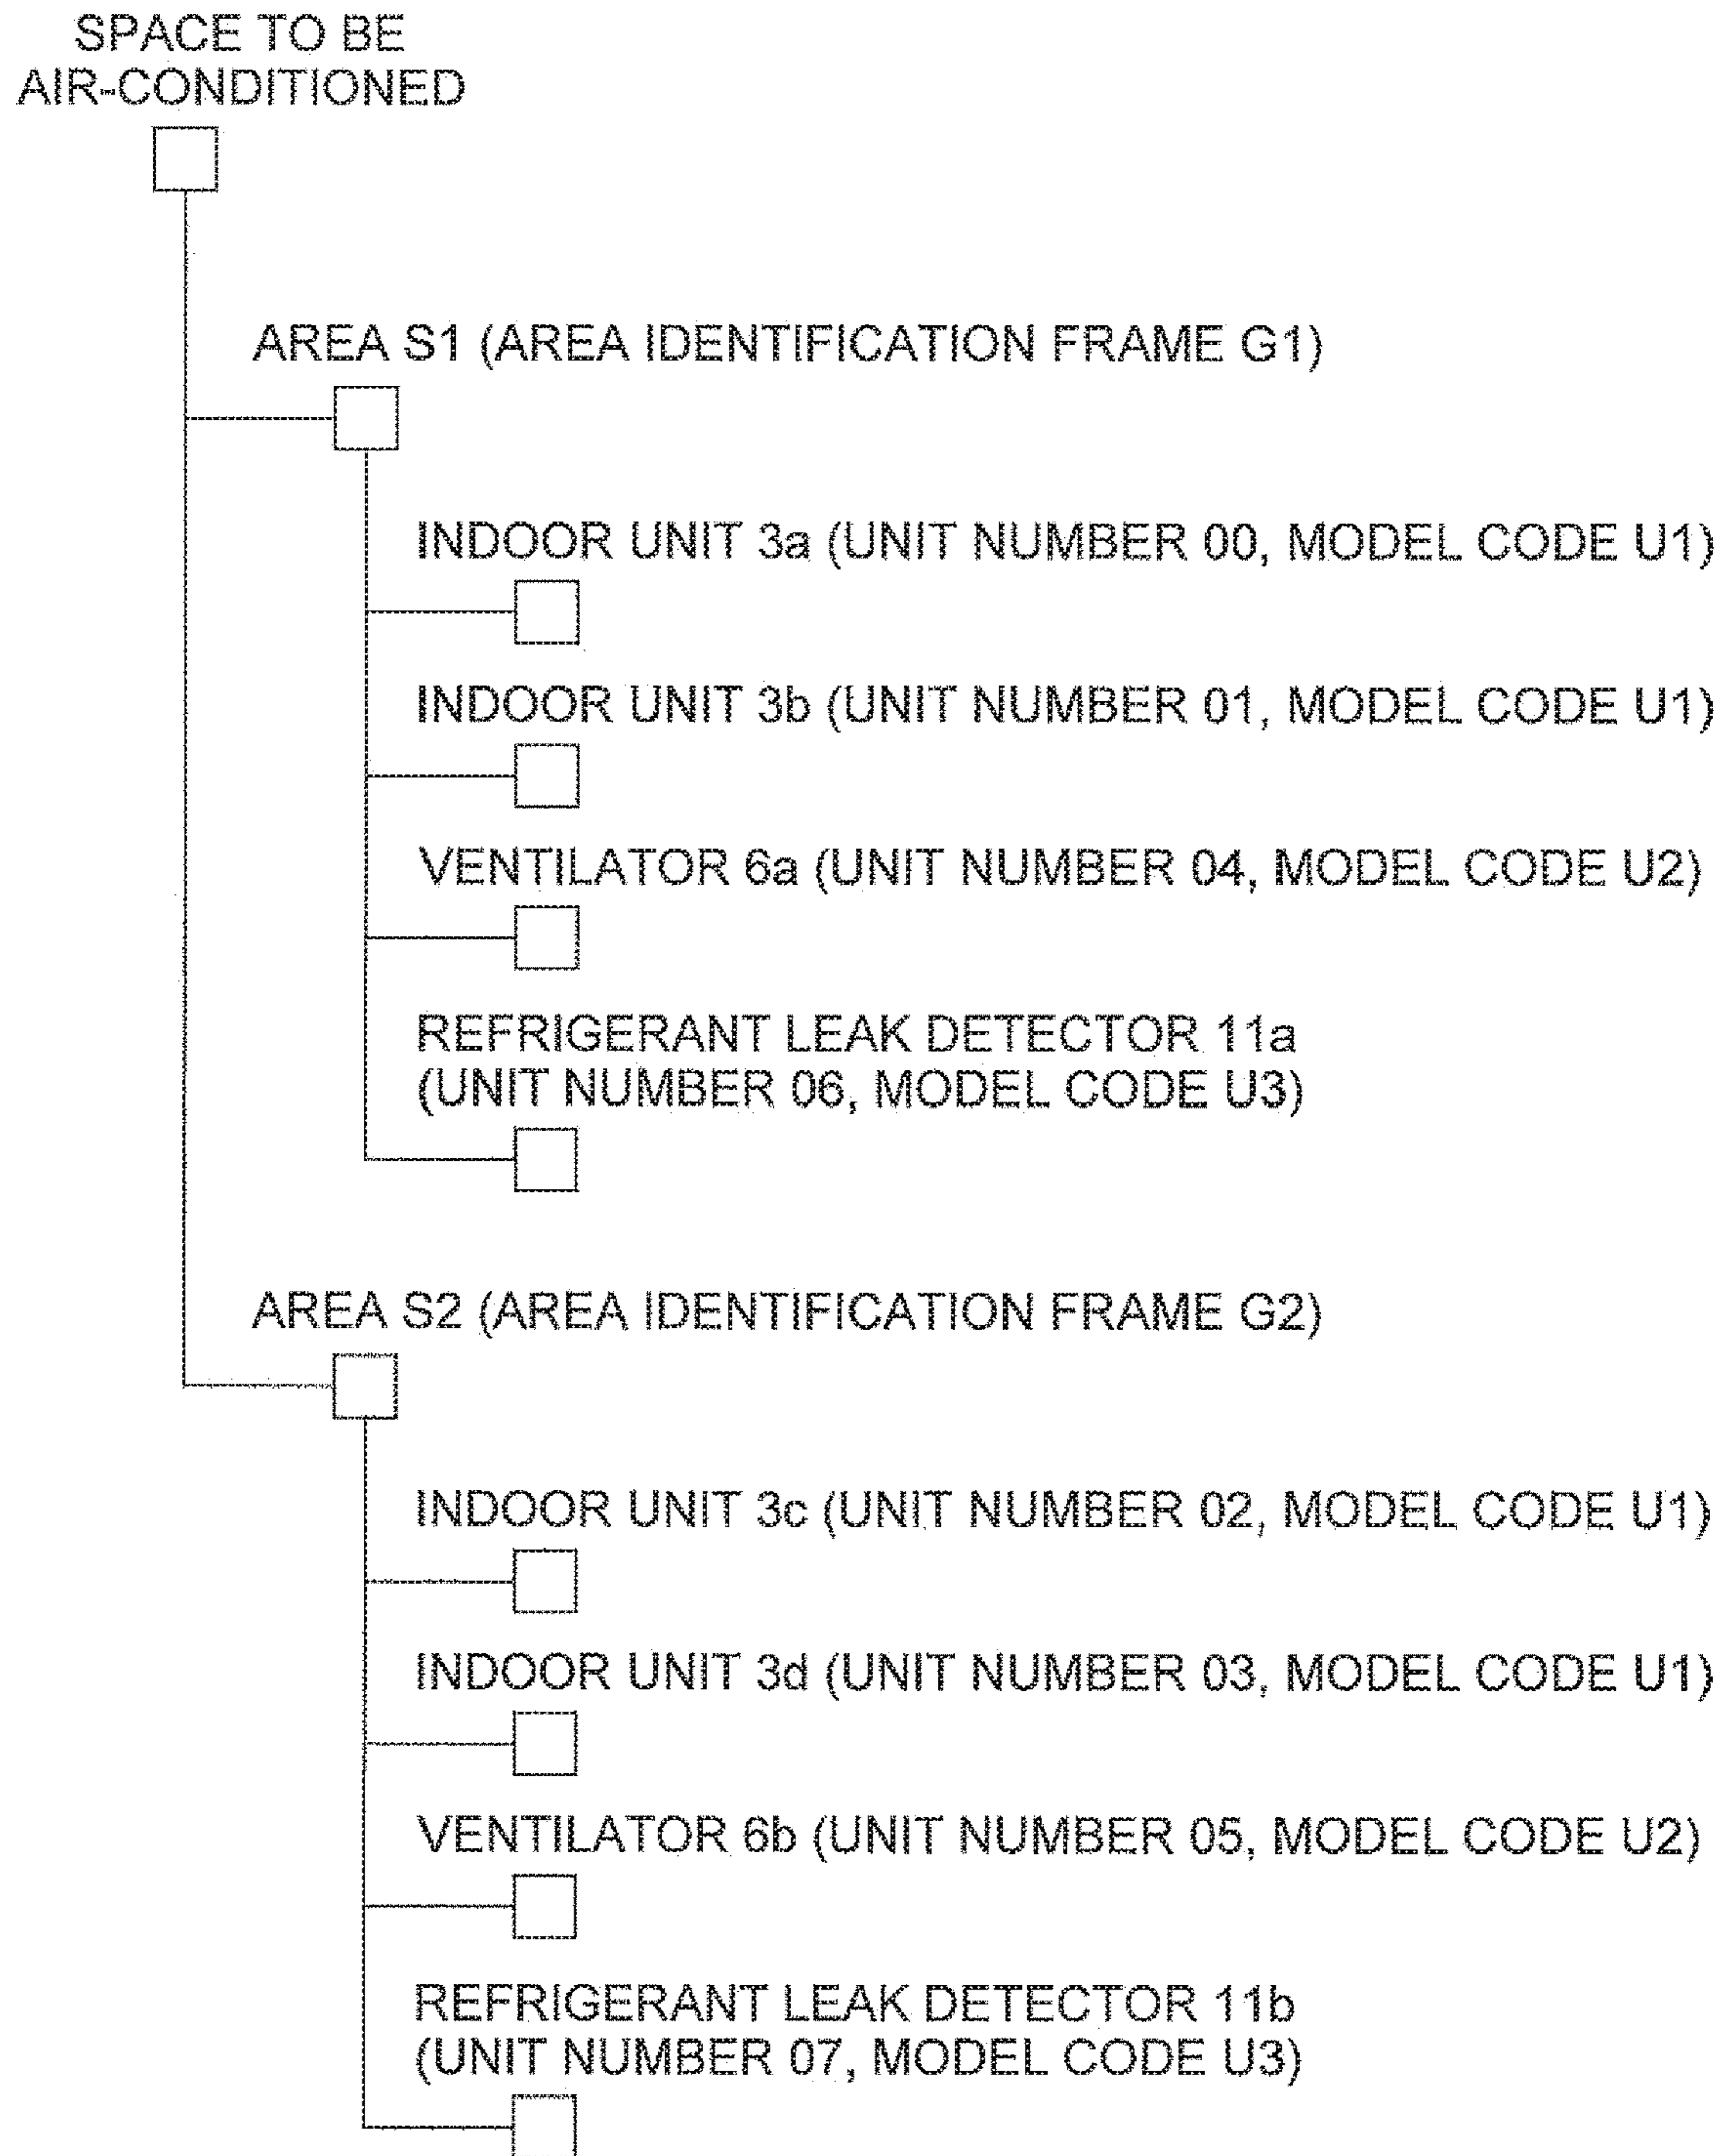 SPACE TO BE
AIR-CONDITIONED
AREA S1 (AREA IDENTIFICATION FRAME G1)
INDOOR UNIT 3a (UNIT NUMBER 00, MODEL CODE U1)
INDOOR UNIT 3b (UNIT NUMBER 01, MODEL CODE U1)
VENTILATOR 6a (UNIT NUMBER 04, MODEL CODE U2)
REFRIGERANT LEAK DETECTOR 11a
(UNIT NUMBER 06, MODEL CODE U3)
AREA S2 (AREA IDENTIFICATION FRAME G2)
INDOOR UNIT 3c (UNIT NUMBER 02, MODEL CODE U1)
INDOOR UNIT 3d (UNIT NUMBER 03, MODEL CODE U1)
VENTILATOR 6b (UNIT NUMBER 05, MODEL CODE U2)
REFRIGERANT LEAK DETECTOR 11b
(UNIT NUMBER 07, MODEL CODE U3)